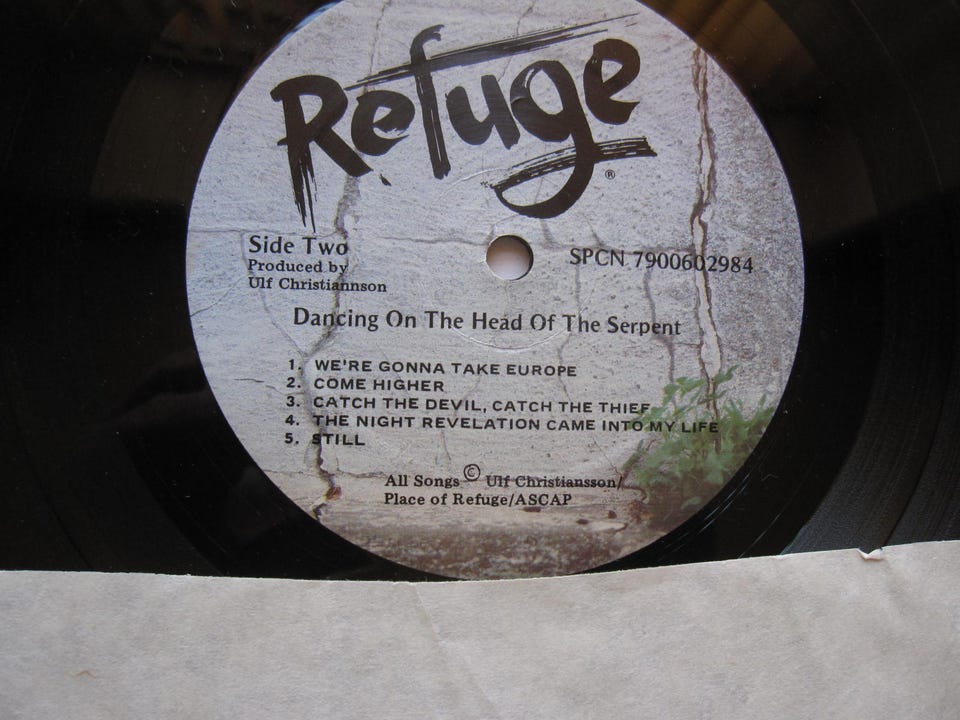 Refuge
®
Side Two
Produced by
Ulf Christiannson
SPCN 7900602984
Dancing On The Head Of The Serpent
1. WE'RE GONNA TAKE EUROPE
2. COME HIGHER
3. CATCH THE DEVIL, CATCH THE THIEF
4. THE NIGHT REVELATION CAME INTO MY LIFE
5. STILL
All Songs © Ulf Christiansson/
Place of Refuge/ASCAP